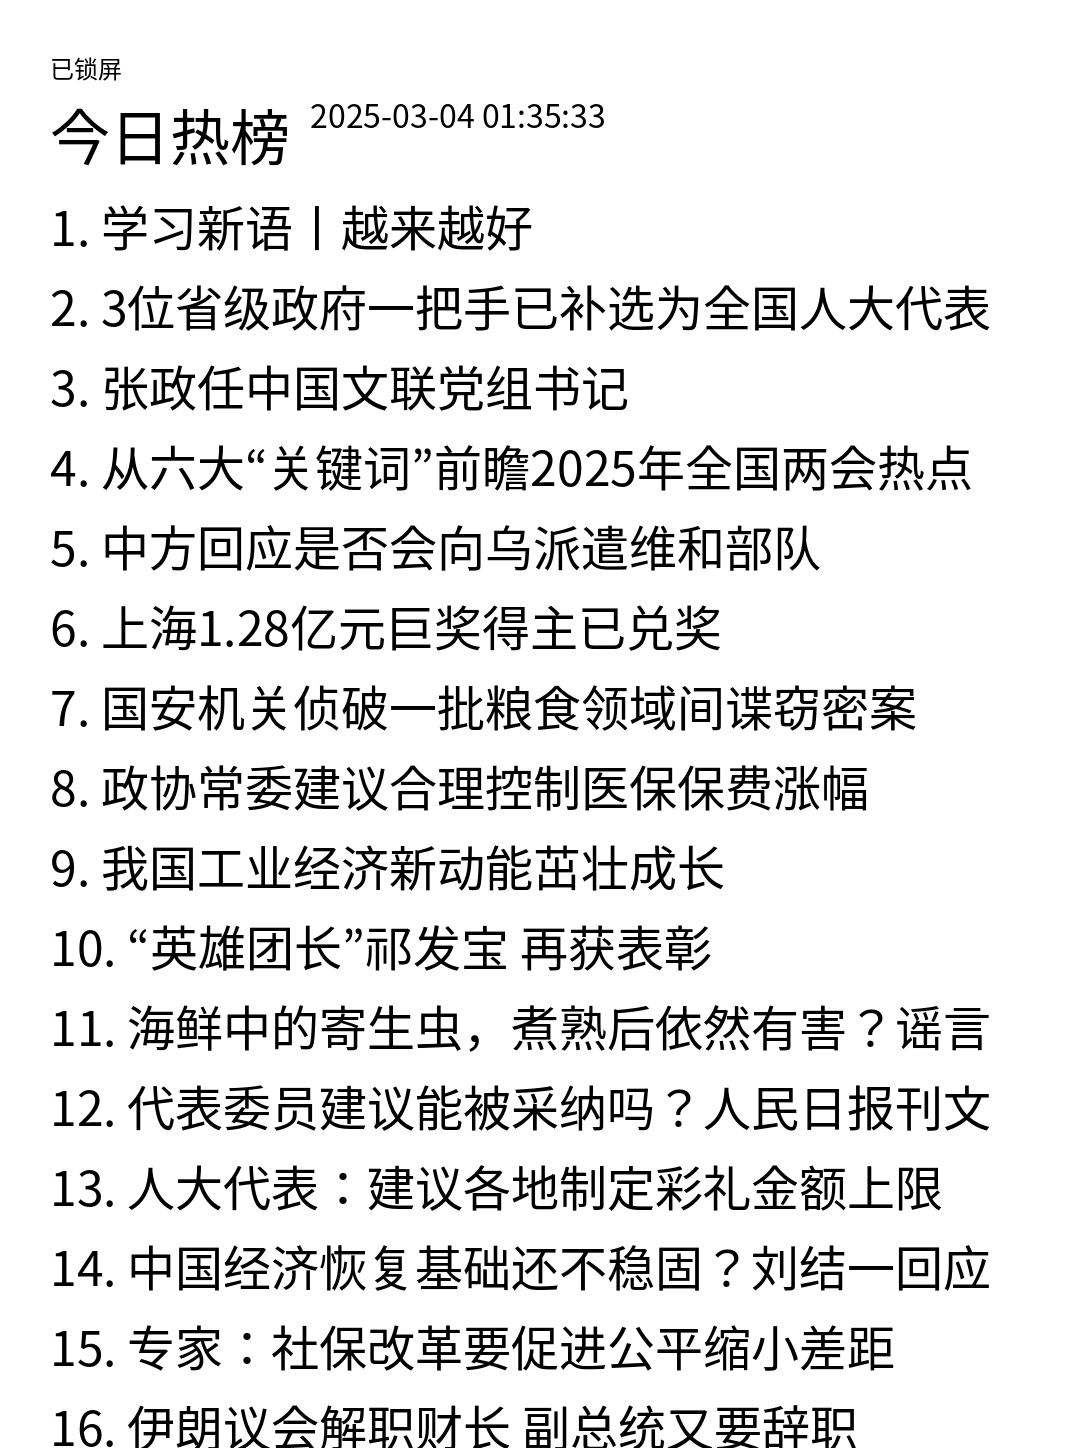 已锁屏
今日热榜 2025-03-04 01:35:33
1. 学习新语丨越来越好
2. 3位省级政府一把手已补选为全国人大代表
3. 张政任中国文联党组书记
4. 从六大“关键词”前瞻2025年全国两会热点
5. 中方回应是否会向乌派遣维和部队
6. 上海1.28亿元巨奖得主已兑奖
7. 国安机关侦破一批粮食领域间谍窃密案
8. 政协常委建议合理控制医保保费涨幅
9. 我国工业经济新动能茁壮成长
10. “英雄团长”祁发宝 再获表彰
11. 海鲜中的寄生虫，煮熟后依然有害？谣言
12. 代表委员建议能被采纳吗？人民日报刊文
13. 人大代表：建议各地制定彩礼金额上限
14. 中国经济恢复基础还不稳固？刘结一回应
15. 专家：社保改革要促进公平缩小差距
16. 伊朗议会解职财长 副总统又要辞职